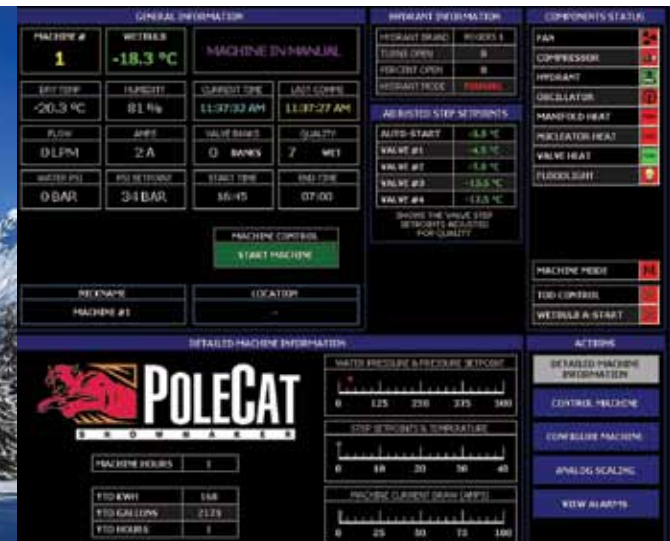 GENERAL INFORMATION
MACHINE #
1
WETBULB
-18.3 ºC
MACHINE IN MANUAL
DRY TEMP
-20.3 ºC
HUMIDITY
81 %
CURRENT TIME
11:37:32 AM
LAST COMM
11:37:27 AM
FLOW
0 LPM
AMPS
2 A
VALVE BANKS
0 BANKS
QUALITY
7 WET
WATER PSI
0 BAR
PSI SETPOINT
34 BAR
START TIME
16:45
END TIME
07:00
MACHINE CONTROL
START MACHINE
NICKNAME
MACHINE #1
LOCATION
-
HYDRANT INFORMATION
HYDRANT BRAND
TURNS OPEN
PERCENT OPEN
HYDRANT MODE
ADJUSTED STEP SETPOINTS
AUTO-START
VALVE #1
VALVE #2
VALVE #3
VALVE #4
SHOWS THE VALVE STEP
SETPOINTS ADJUSTED
FOR QUALITY
COMPONENTS STATUS
FAN
COMPRESSOR
HYDRANT
OSCILLATOR
MANIFOLD HEAT
NUCLEATOR HEAT
VALVE HEAT
FLOODLIGHT
MACHINE MODE
TOD CONTROL
WETBULB A-START
DETAILED MACHINE INFORMATION
POLECAT
SNOWMAKER
MACHINE HOURS
1
YTD KWH
168
YTD GALLONS
YTD HOURS
1
WATER PRESSURE & PRESSURE SETPOINT
0 125 250 375 500
STEP SETPOINTS & TEMPERATURE
0 10 20 30 40
MACHINE CURRENT DRAW (AMPS)
0 25 50 75 100
ACTIONS
DETAILED MACHINE
INFORMATION
CONTROL MACHINE
CONFIGURE MACHINE
ANALOG SCALING
VIEW ALARMS